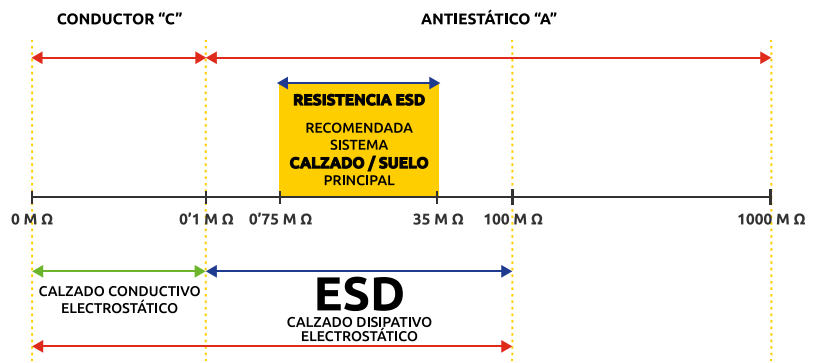 CONDUCTOR “C”
ANTIESTÁTICO “A”
RESISTENCIA ESD
RECOMENDADA
SISTEMA
CALZADO / SUELO
PRINCIPAL
0 M Ω
0’1 M Ω
0’75 M Ω
35 M Ω
100 M Ω
1000 M Ω
CALZADO CONDUCTIVO
ELECTROSTÁTICO
ESD
CALZADO DISIPATIVO
ELECTROSTÁTICO